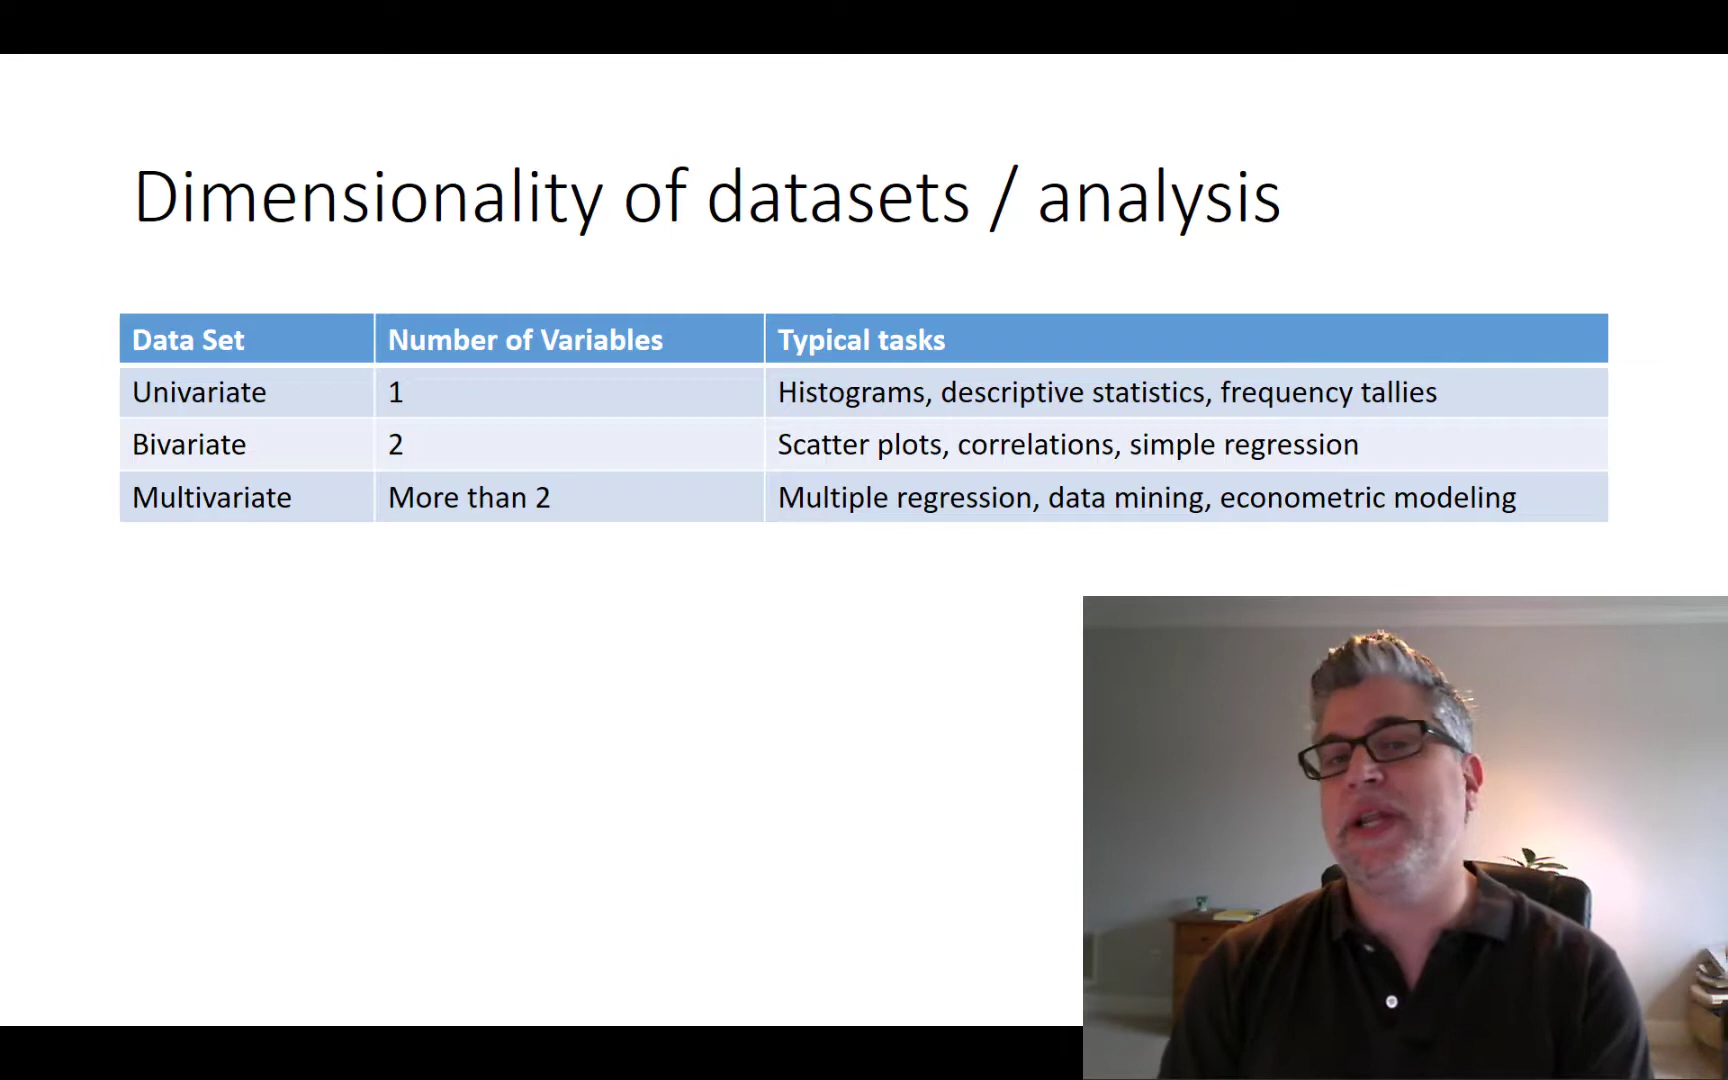 Dimensionality of datasets / analysis
Data Set Number of Variables Typical tasks
Univariate 1 Histograms, descriptive statistics, frequency tallies
Bivariate 2 Scatter plots, correlations, simple regression
Multivariate More than 2 Multiple regression, data mining, econometric modeling